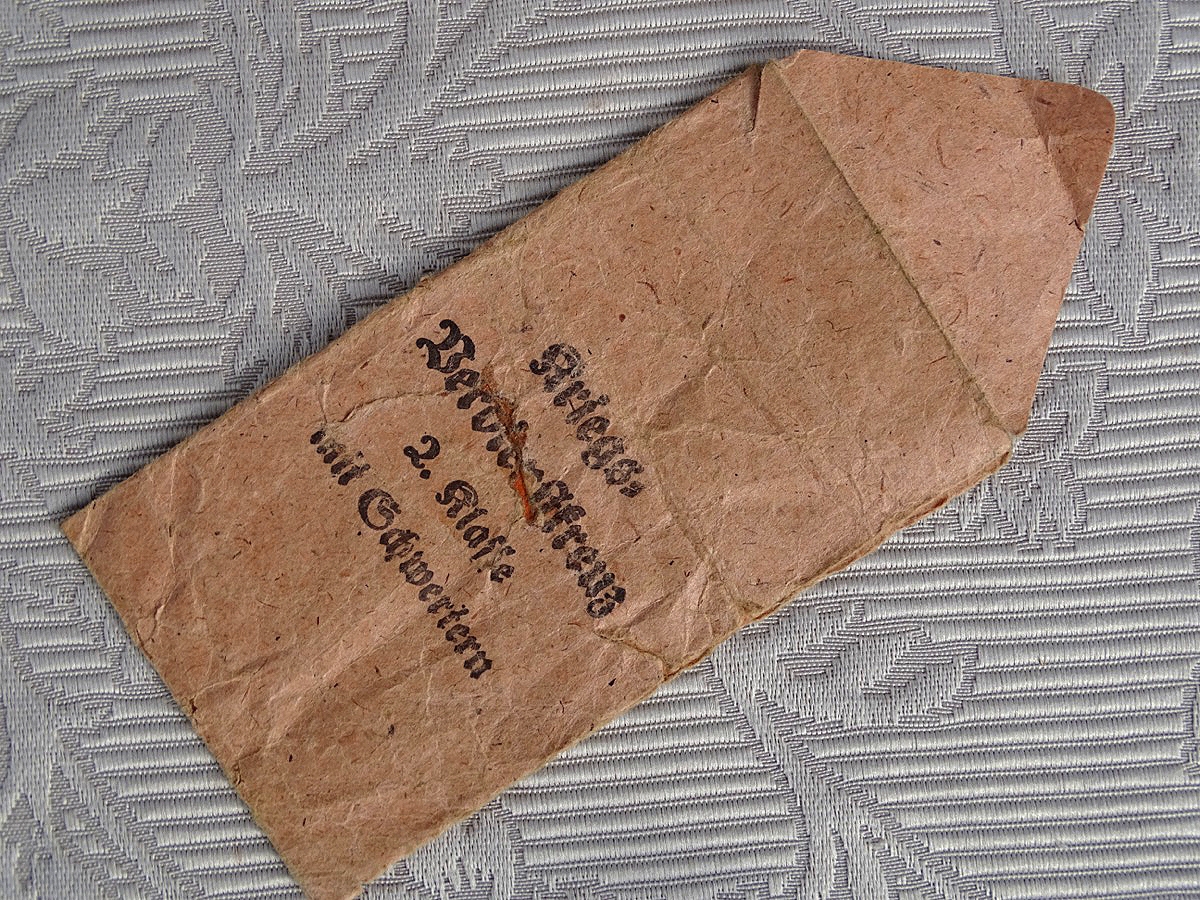 Kriegs-
Verdienstkreuz
2. Klasse
mit Schwertern